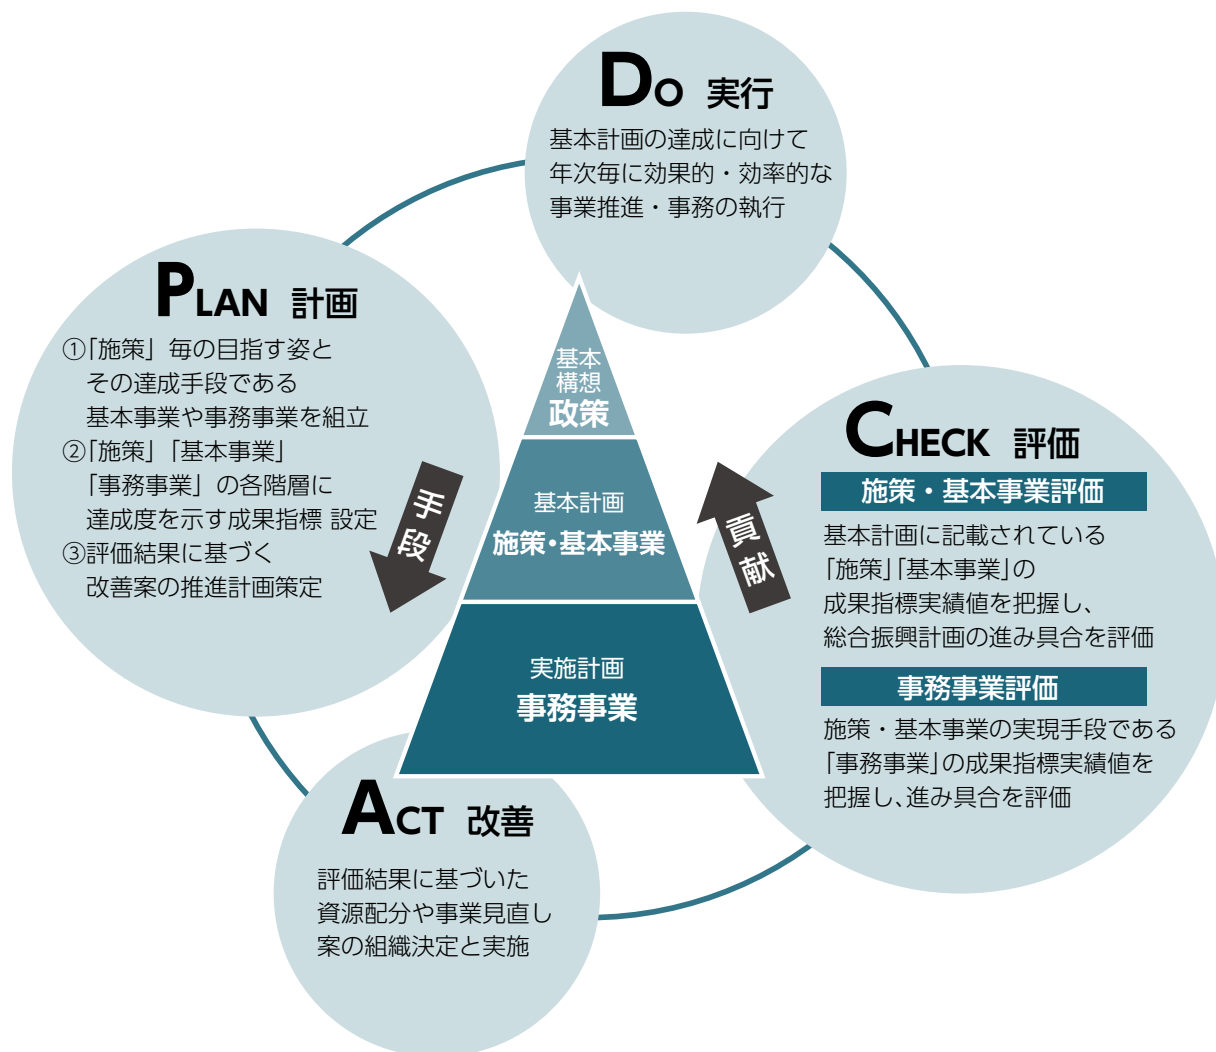 DO 実行
基本計画の達成に向けて
年次毎に効果的・効率的な
事業推進・事務の執行
PLAN 計画
①「施策」毎の目指す姿と
その達成手段である
基本事業や事務事業を組立
②「施策」「基本事業」
「事務事業」の各階層に
達成度を示す成果指標 設定
③評価結果に基づく
改善案の推進計画策定
手段
基本
構想
政策
基本計画
施策・基本事業
実施計画
事務事業
貢献
CHECK 評価
施策・基本事業評価
基本計画に記載されている
「施策」「基本事業」の
成果指標実績値を把握し、
総合振興計画の進み具合を評価
事務事業評価
施策・基本事業の実現手段である
「事務事業」の成果指標実績値を
把握し、進み具合を評価
ACT 改善
評価結果に基づいた
資源配分や事業見直し
案の組織決定と実施